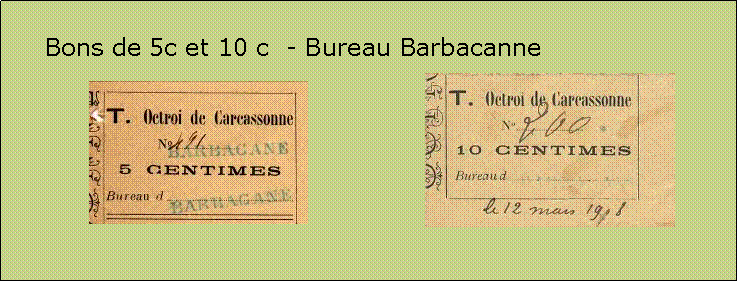 Bons de 5c et 10 c - Bureau Barbacanne
T. Octroi de Carcassonne
No 491
BARBACANE
5 CENTIMES
Bureau d
BARBACANE
T. Octroi de Carcassonne
No 200
10 CENTIMES
Bureau d
le 12 mars 1918